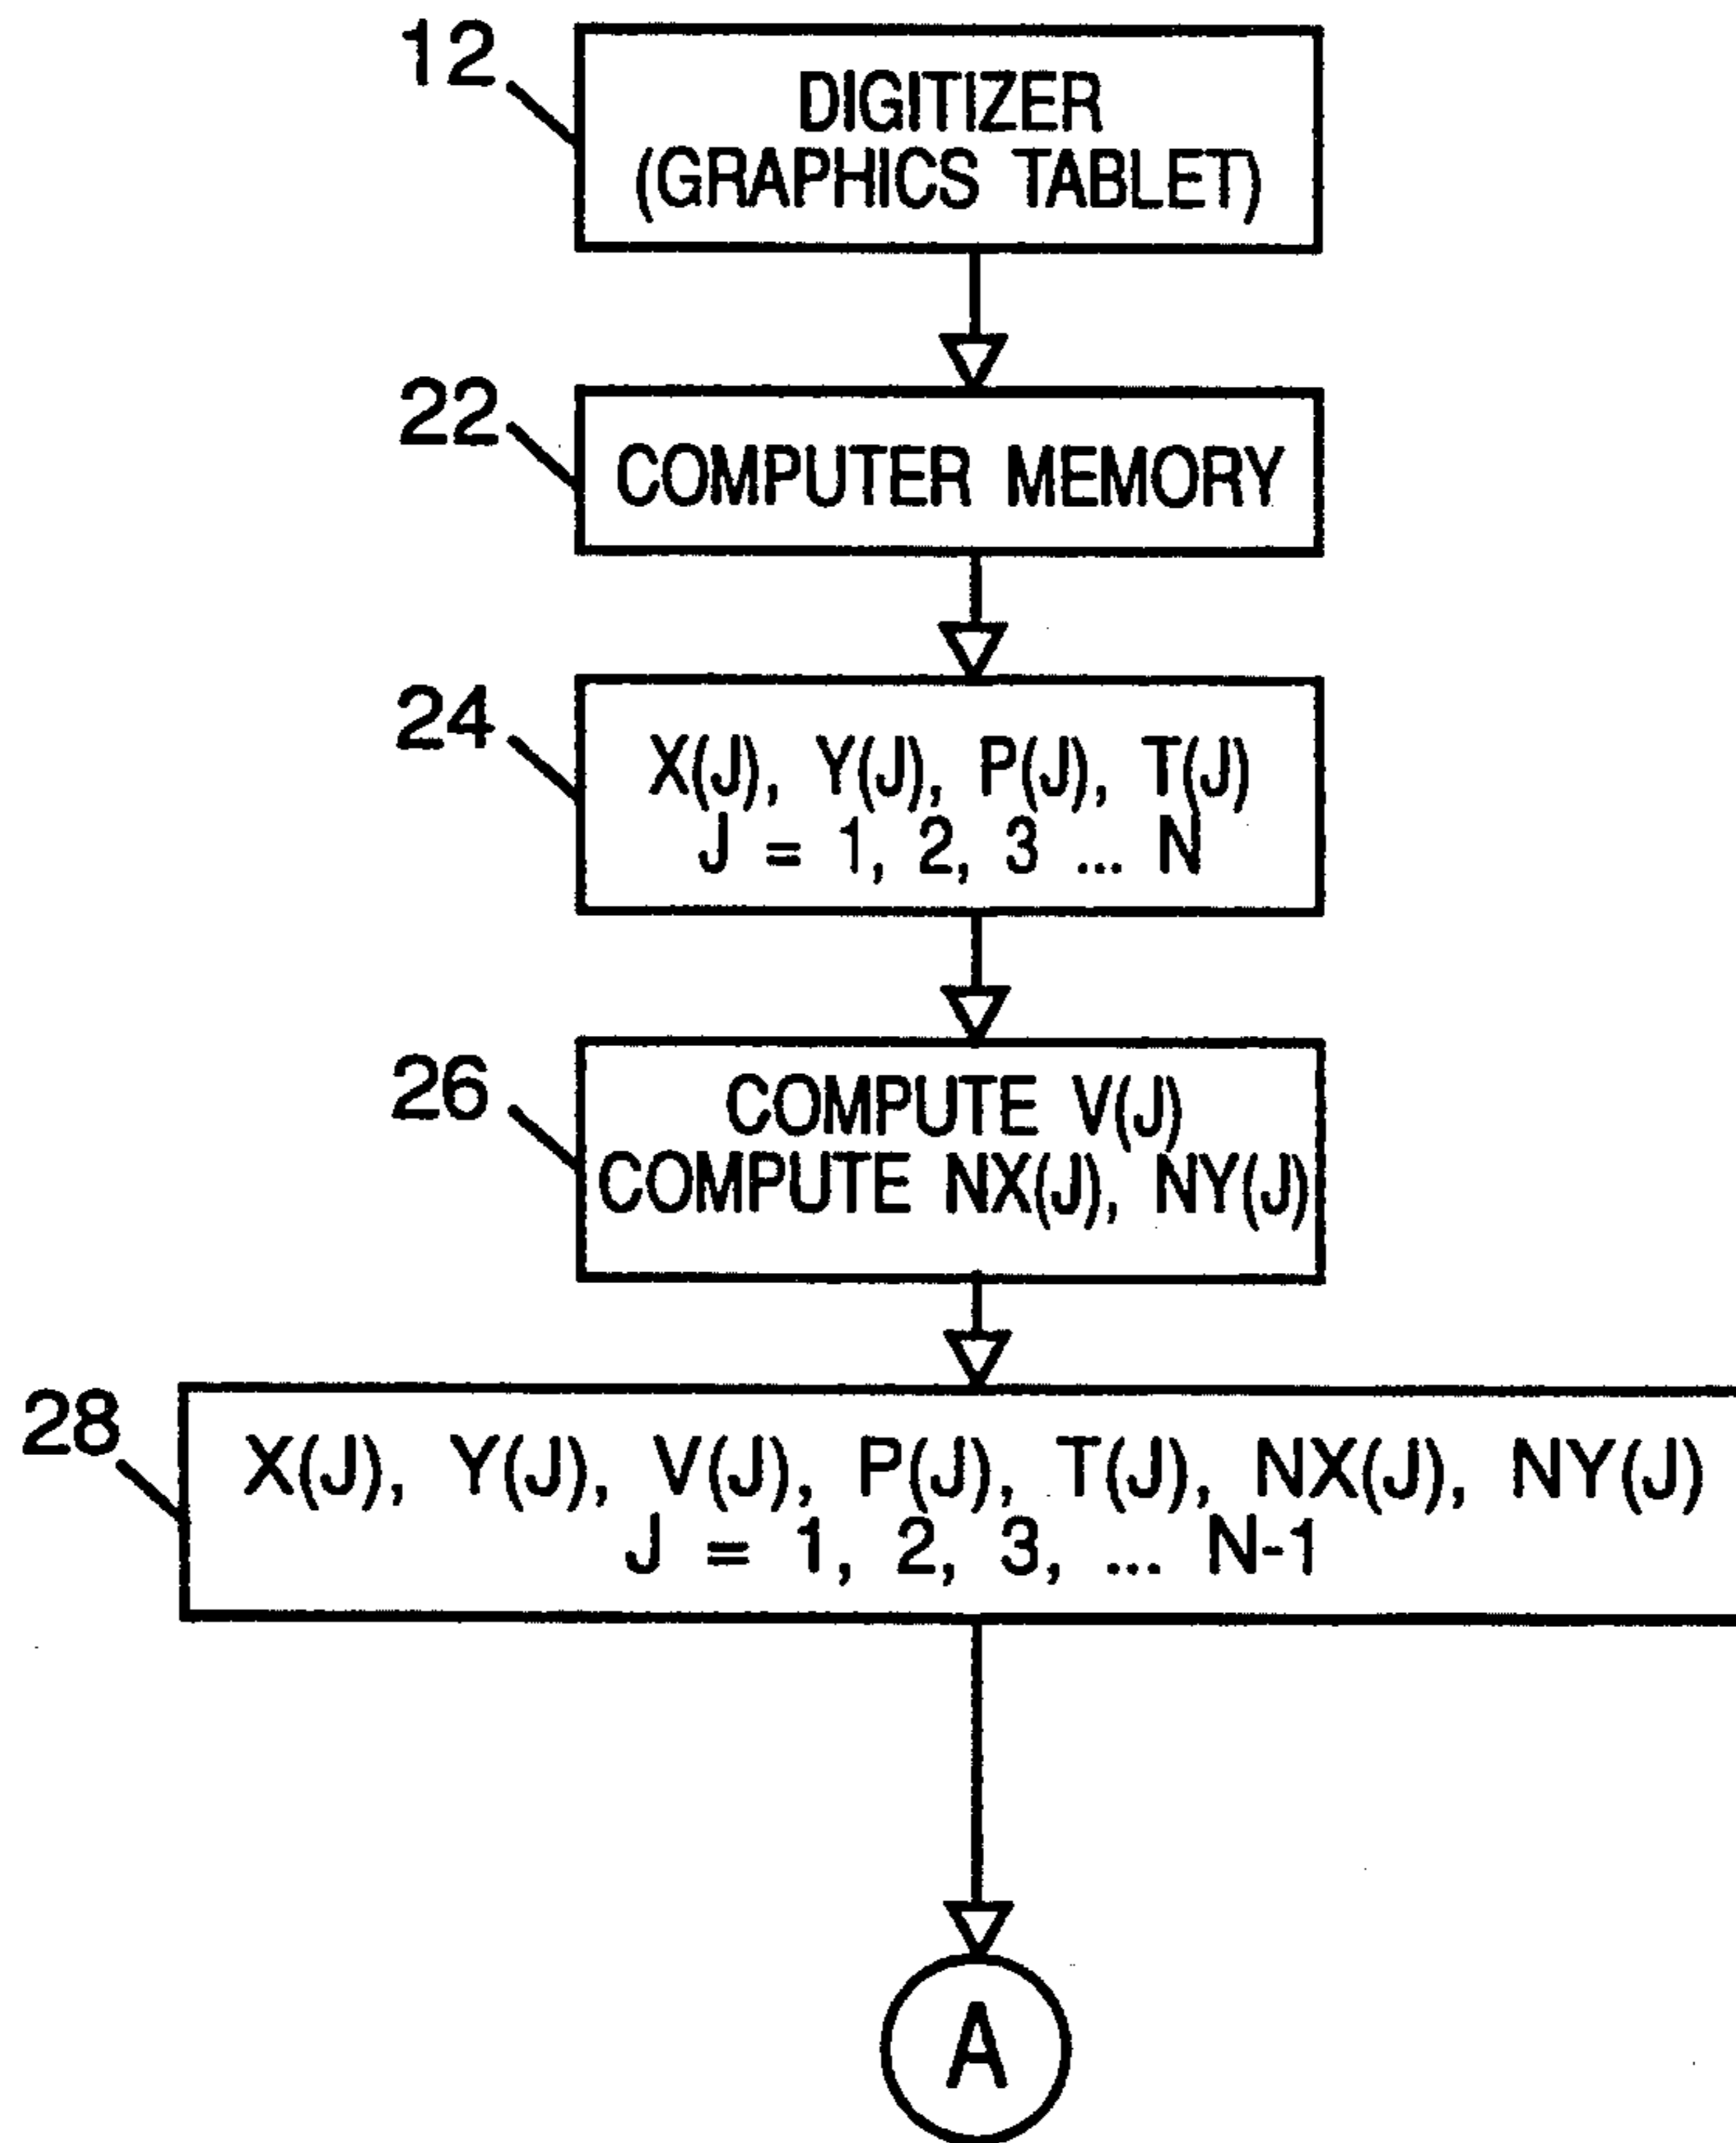 12
DIGITIZER
(GRAPHICS TABLET)
22
COMPUTER MEMORY
24
X(J), Y(J), P(J), T(J)
J = 1, 2, 3 ... N
26
COMPUTE V(J)
COMPUTE NX(J), NY(J)
28
X(J), Y(J), V(J), P(J), T(J), NX(J), NY(J)
J = 1, 2, 3, ... N-1
A